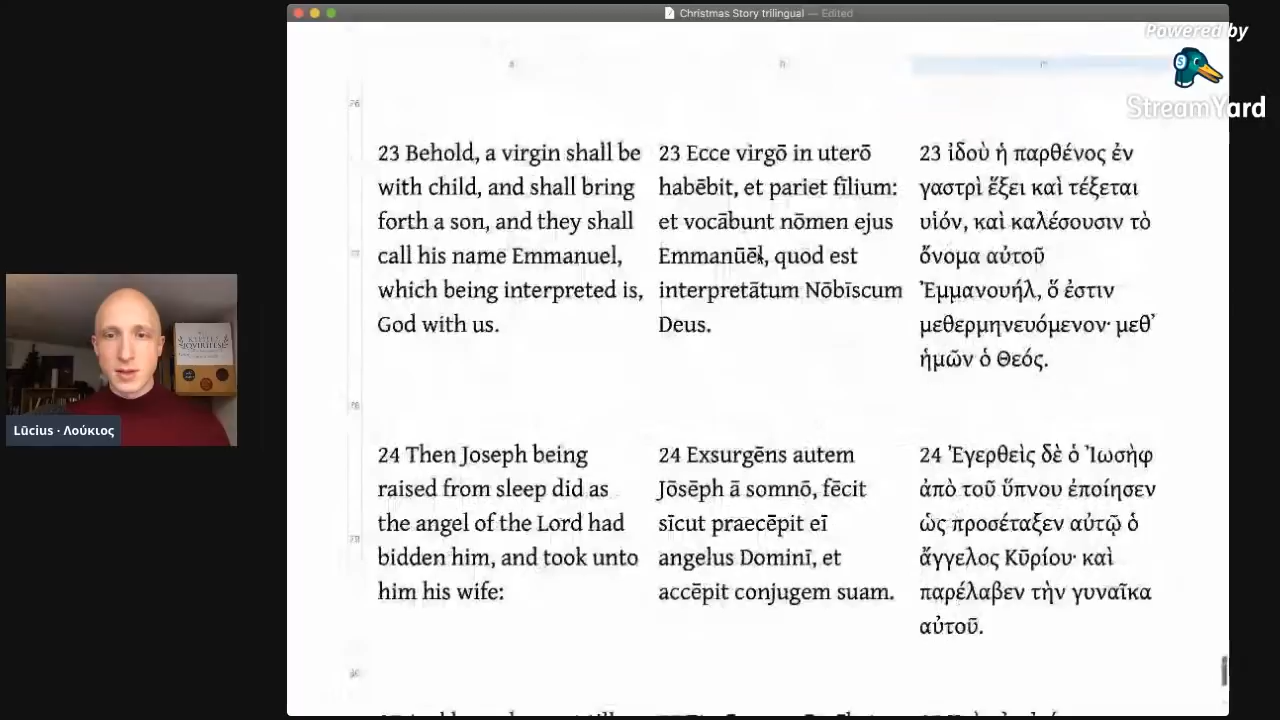 Christmas Story trilingual — Edited
Powered by
StreamYard
23 Behold, a virgin shall be
with child, and shall bring
forth a son, and they shall
call his name Emmanuel,
which being interpreted is,
God with us.
23 Ecce virgō in uterō
habēbit, et pariet fīlium:
et vocābunt nōmen ejus
Emmanūēl, quod est
interpretātum Nōbīscum
Deus.
23 ἰδοὺ ἡ παρθένος ἐν
γαστρὶ ἕξει καὶ τέξεται
υἱόν, καὶ καλέσουσιν τὸ
ὄνομα αὐτοῦ
Ἐμμανουήλ, ὅ ἐστιν
μεθερμηνευόμενον· μεθ’
ἡμῶν ὁ Θεός.
24 Then Joseph being
raised from sleep did as
the angel of the Lord had
bidden him, and took unto
him his wife:
24 Exsurgēns autem
Jōsēph ā somnō, fēcit
sīcut praecēpit eī
angelus Dominī, et
accēpit conjugem suam.
24 Ἐγερθεὶς δὲ ὁ Ἰωσὴφ
ἀπὸ τοῦ ὕπνου ἐποίησεν
ὡς προσέταξεν αὐτῷ ὁ
ἄγγελος Κῡρίου· καὶ
παρέλαβεν τὴν γυναῖκα
αὐτοῦ.
Lūcius · Λούκιος